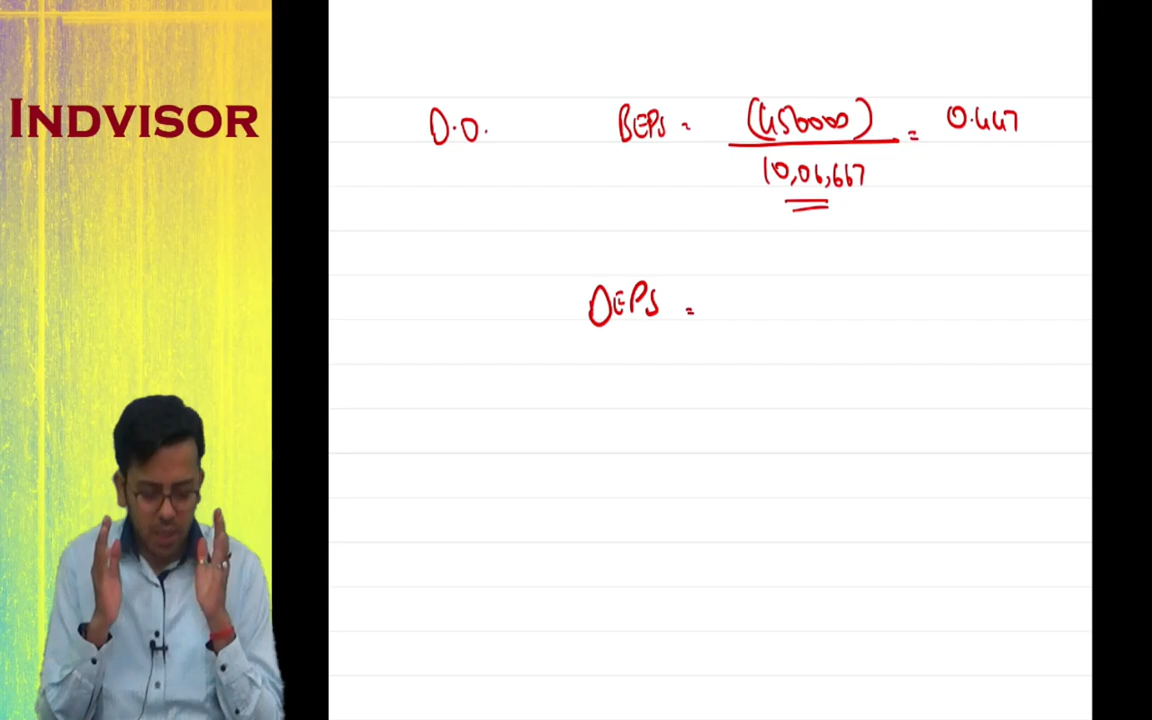 INDVISOR
D.O. BEPS = (450000) / 10,06,667 = 0.447
DEPS =